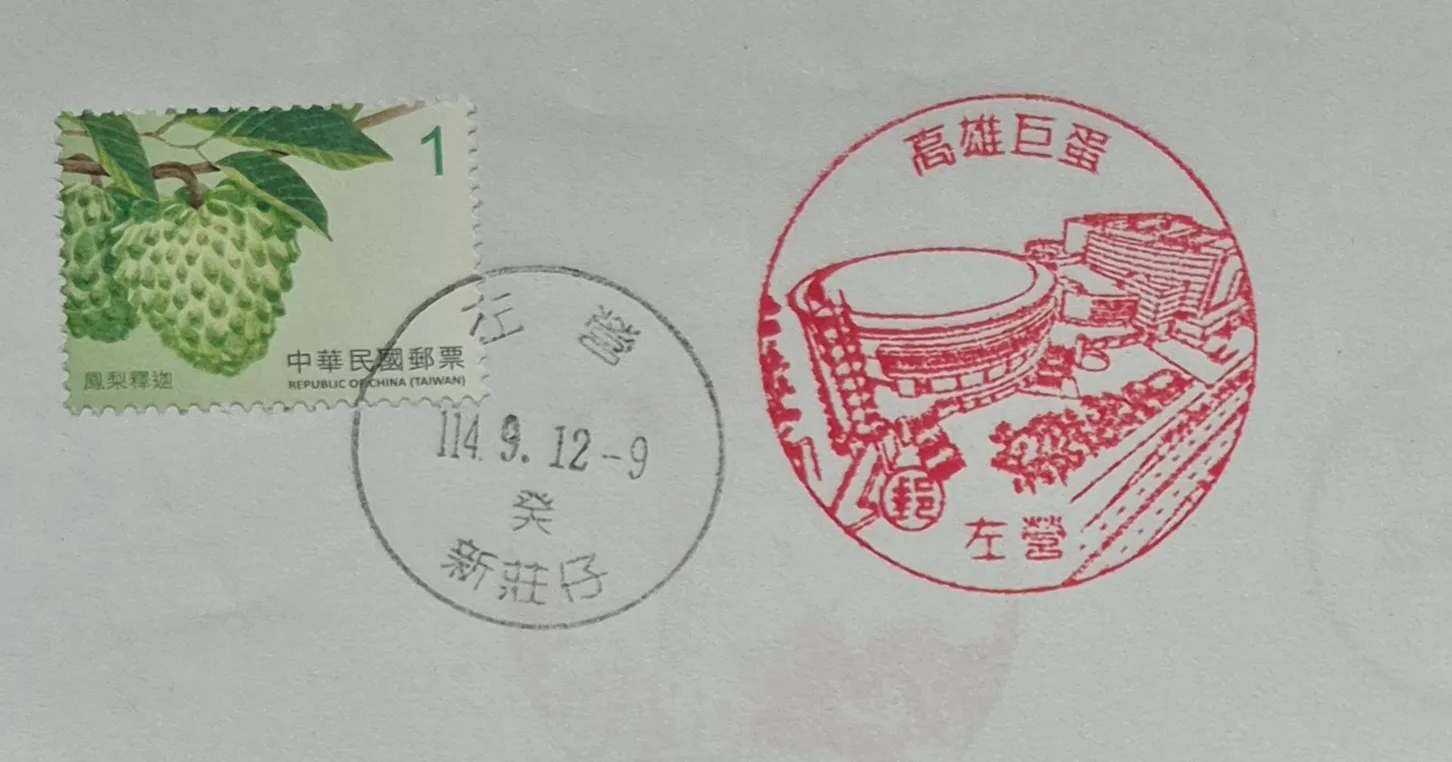 1
中華民國郵票
REPUBLIC OF CHINA (TAIWAN)
鳳梨釋迦
左營
114.9.12-9
癸
新莊仔
高雄巨蛋
郵
左營